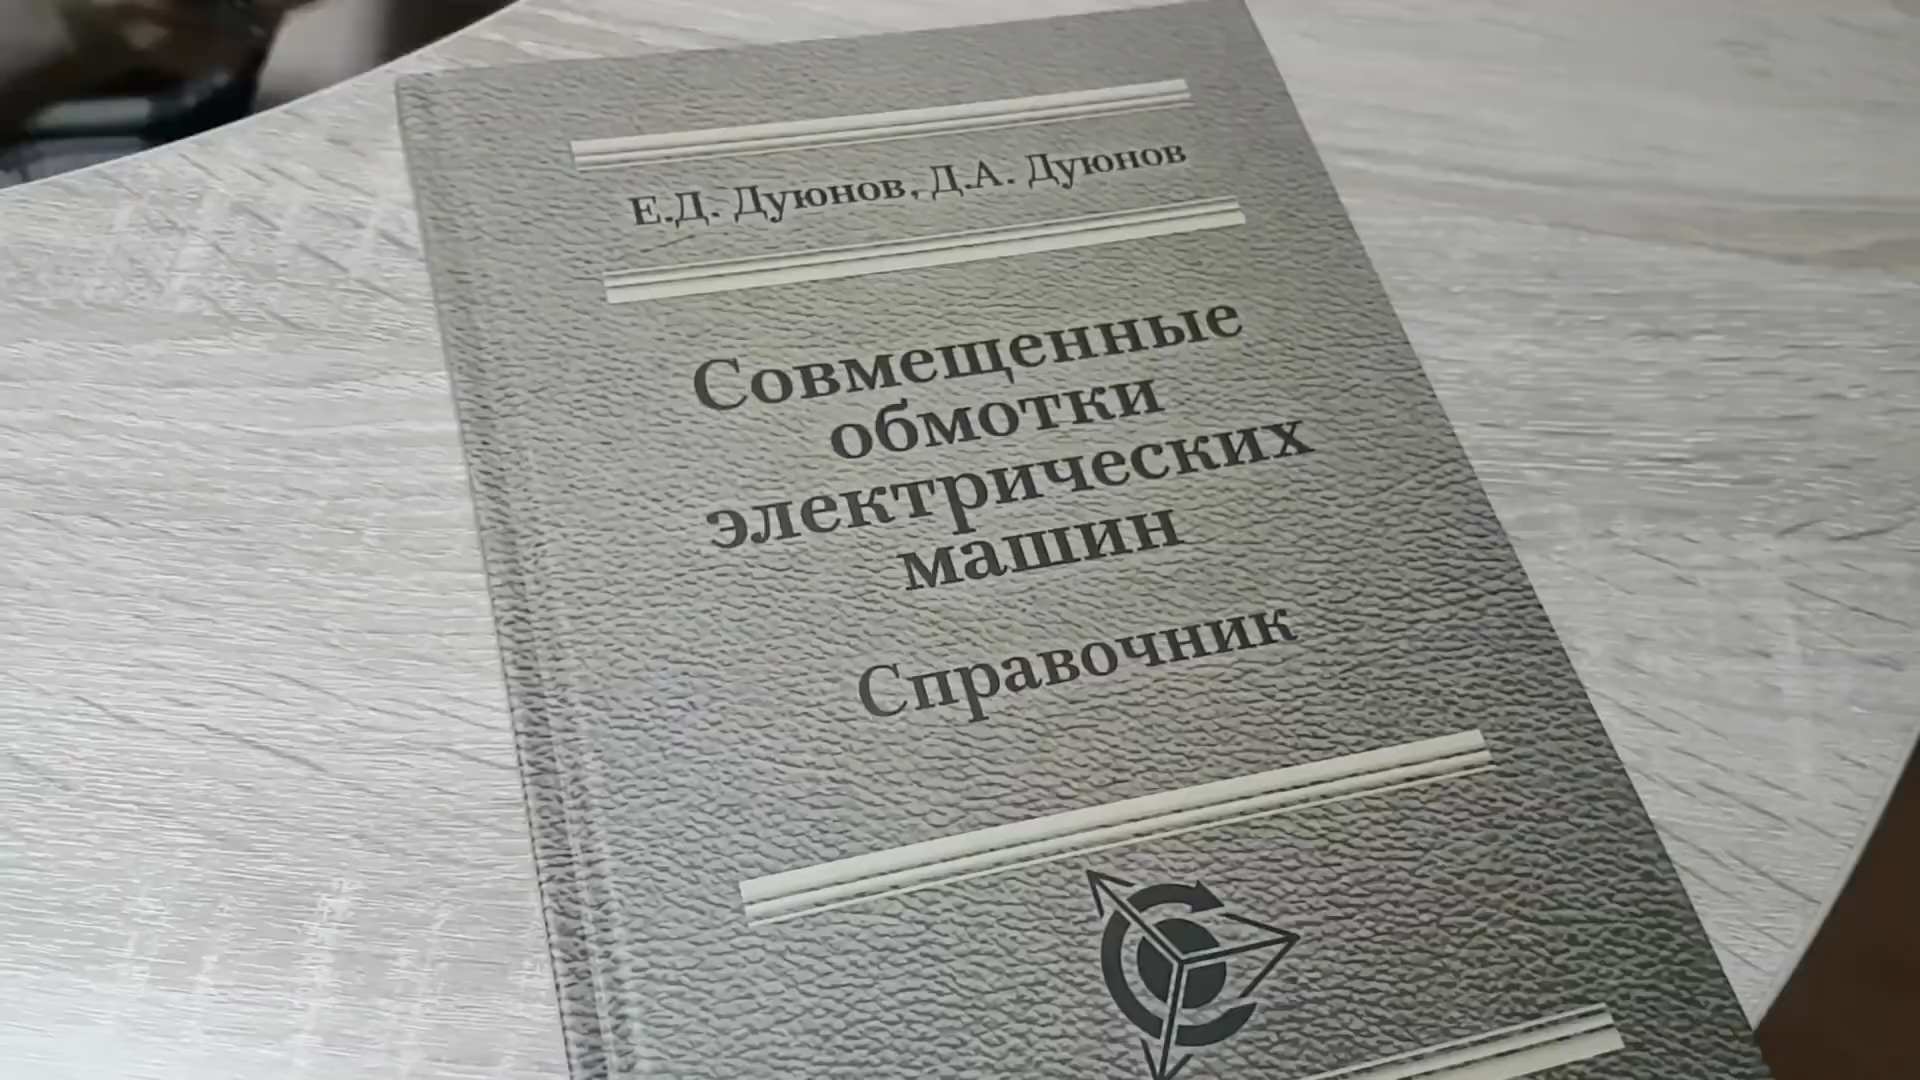 Е.Д. Дуюнов, Д.А. Дуюнов
Совмещенные
обмотки
электрических
машин
Справочник